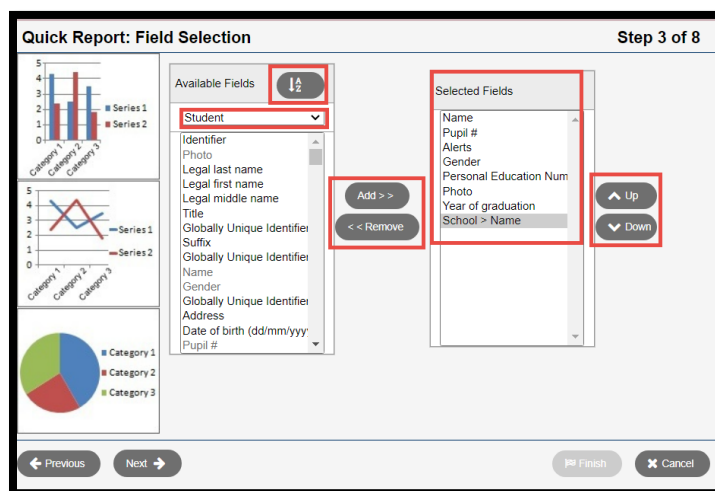 Quick Report: Field Selection
Step 3 of 8
5
4
3
2
1
0
Category 1
Category 2
Category 3
Series 1
Series 2
5
4
3
2
1
0
Category 1
Category 2
Category 3
Series 1
Series 2
Category 1
Category 2
Category 3
Available Fields
A
Z
Student
Identifier
Photo
Legal last name
Legal first name
Legal middle name
Title
Globally Unique Identifier
Suffix
Globally Unique Identifier
Name
Gender
Globally Unique Identifier
Address
Date of birth (dd/mm/yyy
Pupil #
Add > >
< < Remove
Selected Fields
Name
Pupil #
Alerts
Gender
Personal Education Num
Photo
Year of graduation
School > Name
Up
Down
Previous
Next
Finish
Cancel